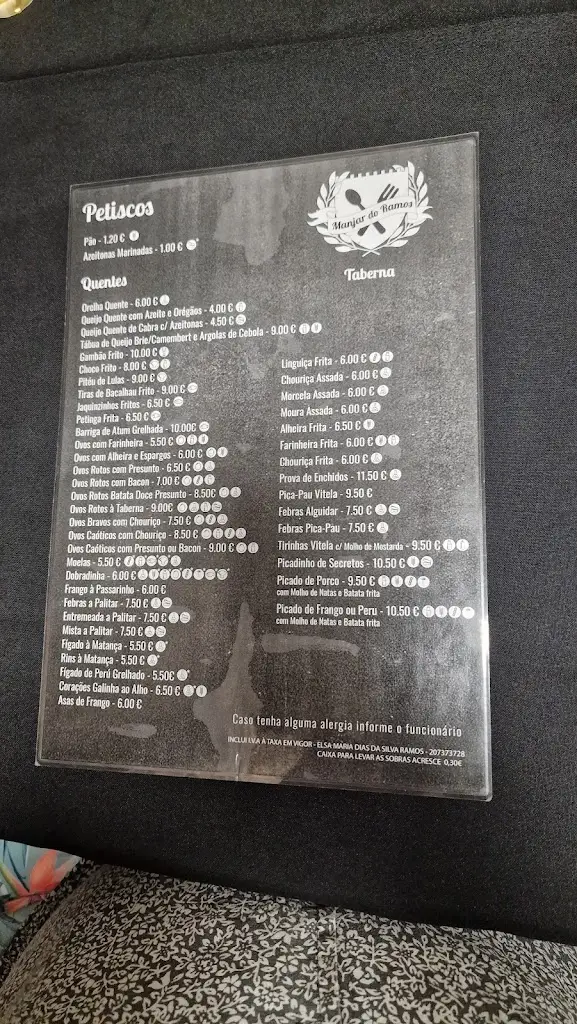 Petiscos
Pão - 1.20 €
Azeitonas Marinadas - 1.00 €
Manjar do Ramos
Taberna
Quentes
Orelha Quente - 6.00 €
Queijo Quente com Azeite e Orégãos - 4.00 €
Queijo Quente de Cabra c/ Azeitonas - 4.50 €
Tábua de Queijo Brie/Camembert e Argolas de Cebola - 9.00 €
Gambão Frito - 10.00 €
Choco Frito - 8.00 €
Pitéu de Lulas - 9.00 €
Tiras de Bacalhau Frito - 9.00 €
Jaquinzinhos Fritos - 6.50 €
Petinga Frita - 6.50 €
Barriga de Atum Grelhada - 10.00€
Ovos com Farinheira - 5.50 €
Ovos com Alheira e Espargos - 6.00 €
Ovos Rotos com Presunto - 6.50 €
Ovos Rotos com Bacon - 7.00 €
Ovos Rotos Batata Doce Presunto - 8.50€
Ovos Rotos à Taberna - 9.00€
Ovos Bravos com Chouriço - 7.50 €
Ovos Caóticos com Chouriço - 8.50 €
Ovos Caóticos com Presunto ou Bacon - 9.00 €
Moelas - 5.50 €
Dobradinha - 6.00 €
Frango à Passarinho - 6.00 €
Febras a Palitar - 7.50 €
Entremeada a Palitar - 7.50 €
Mista a Palitar - 7.50 €
Fígado à Matança - 5.50 €
Rins à Matança - 5.50 €
Fígado de Perú Grelhado - 5.50€
Corações Galinha ao Alho - 6.50 €
Asas de Frango - 6.00 €
Linguiça Frita - 6.00 €
Chouriça Assada - 6.00 €
Morcela Assada - 6.00 €
Moura Assada - 6.00 €
Alheira Frita - 6.50 €
Farinheira Frita - 6.00 €
Chouriça Frita - 6.00 €
Prova de Enchidos - 11.50 €
Pica-Pau Vitela - 9.50 €
Febras Alguidar - 7.50 €
Febras Pica-Pau - 7.50 €
Tirinhas Vitela c/ Molho de Mostarda - 9.50 €
Picadinho de Secretos - 10.50 €
Picado de Porco - 9.50 €
com Molho de Natas e Batata frita
Picado de Frango ou Peru - 10.50 €
com Molho de Natas e Batata frita
Caso tenha alguma alergia informe o funcionário
INCLUI I.V.A À TAXA EM VIGOR - ELSA MARIA DIAS DA SILVA RAMOS - 207373728
CAIXA PARA LEVAR AS SOBRAS ACRESCE 0,30€